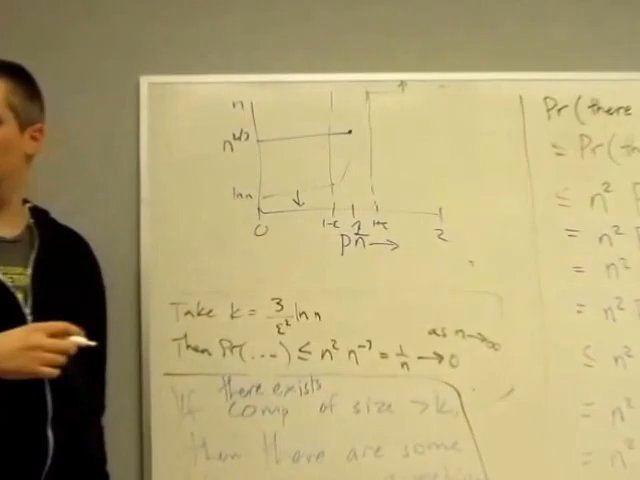 n
n^2/3
ln n
0 1-ε 1 1+ε 2
pn →
Take k = 3/ε² ln n
Then Pr(...) ≤ n² n⁻³ = 1/n → 0 as n→∞
If there exists
comp of size >k,
then there are some
Pr(there
= Pr(th
≤ n²
= n²
= n²
= n²
≤ n²
= n²
= n²